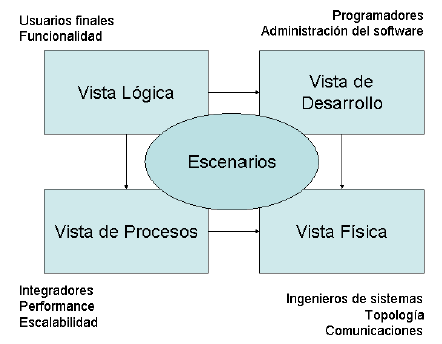 Usuarios finales
Funcionalidad
Programadores
Administración del software
Vista Lógica
Vista de
Desarrollo
Escenarios
Vista de Procesos
Vista Física
Integradores
Performance
Escalabilidad
Ingenieros de sistemas
Topología
Comunicaciones